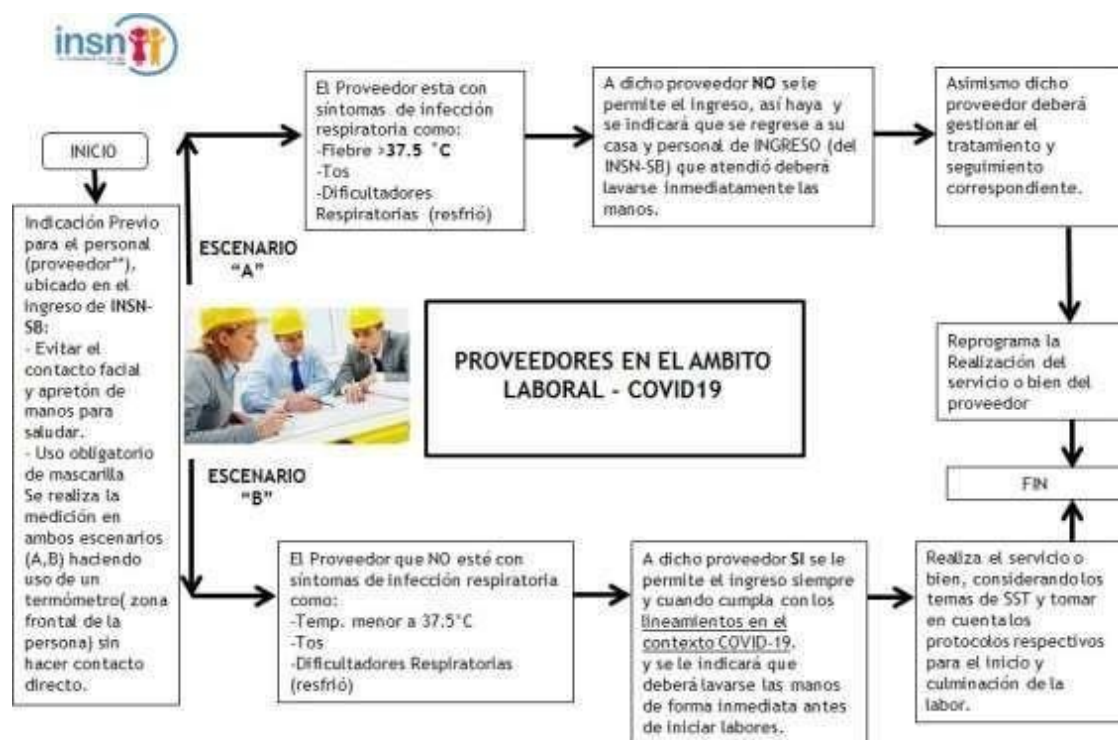 insn
INICIO
Indicación Previo
para el personal
(proveedor**),
ubicado en el
ingreso de INSN-
SB:
- Evitar el
contacto facial
y apretón de
manos para
saludar.
- Uso obligatorio
de mascarilla
Se realiza la
medición en
ambos escenarios
(A,B) haciendo
uso de un
termómetro( zona
frontal de la
persona) sin
hacer contacto
directo.
ESCENARIO
"A"
El Proveedor esta con
síntomas de infección
respiratoria como:
-Fiebre >37.5 °C
-Tos
-Dificultadores
Respiratorias (resfrió)
A dicho proveedor NO se le
permite el ingreso, así haya y
se indicará que se regrese a su
casa y personal de INGRESO (del
INSN-SB) que atendió deberá
lavarse inmediatamente las
manos.
Asimismo dicho
proveedor deberá
gestionar el
tratamiento y
seguimiento
correspondiente.
Reprograma la
Realización del
servicio o bien del
proveedor
FIN
PROVEEDORES EN EL AMBITO
LABORAL - COVID19
ESCENARIO
"B"
El Proveedor que NO esté con
síntomas de infección respiratoria
como:
-Temp. menor a 37.5°C
-Tos
-Dificultadores Respiratorias
(resfrió)
A dicho proveedor SI se le
permite el ingreso siempre
y cuando cumpla con los
lineamientos en el
contexto COVID-19.
y se le indicará que
deberá lavarse las manos
de forma inmediata antes
de iniciar labores.
Realiza el servicio o
bien, considerando los
temas de SST y tomar
en cuenta los
protocolos respectivos
para el inicio y
culminación de la
labor.